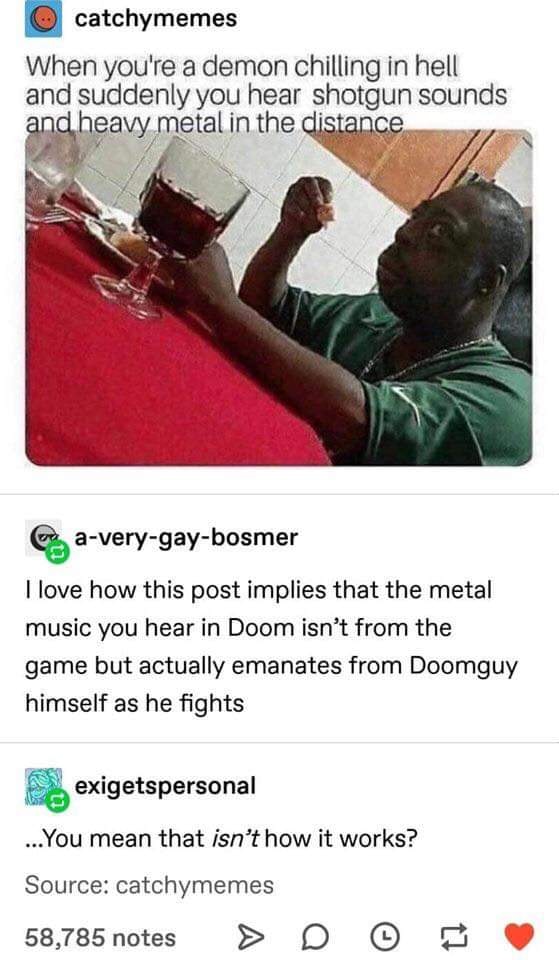 catchymemes
When you're a demon chilling in hell
and suddenly you hear shotgun sounds
and heavy metal in the distance
a-very-gay-bosmer
I love how this post implies that the metal
music you hear in Doom isn’t from the
game but actually emanates from Doomguy
himself as he fights
exigetspersonal
...You mean that isn’t how it works?
Source: catchymemes
58,785 notes